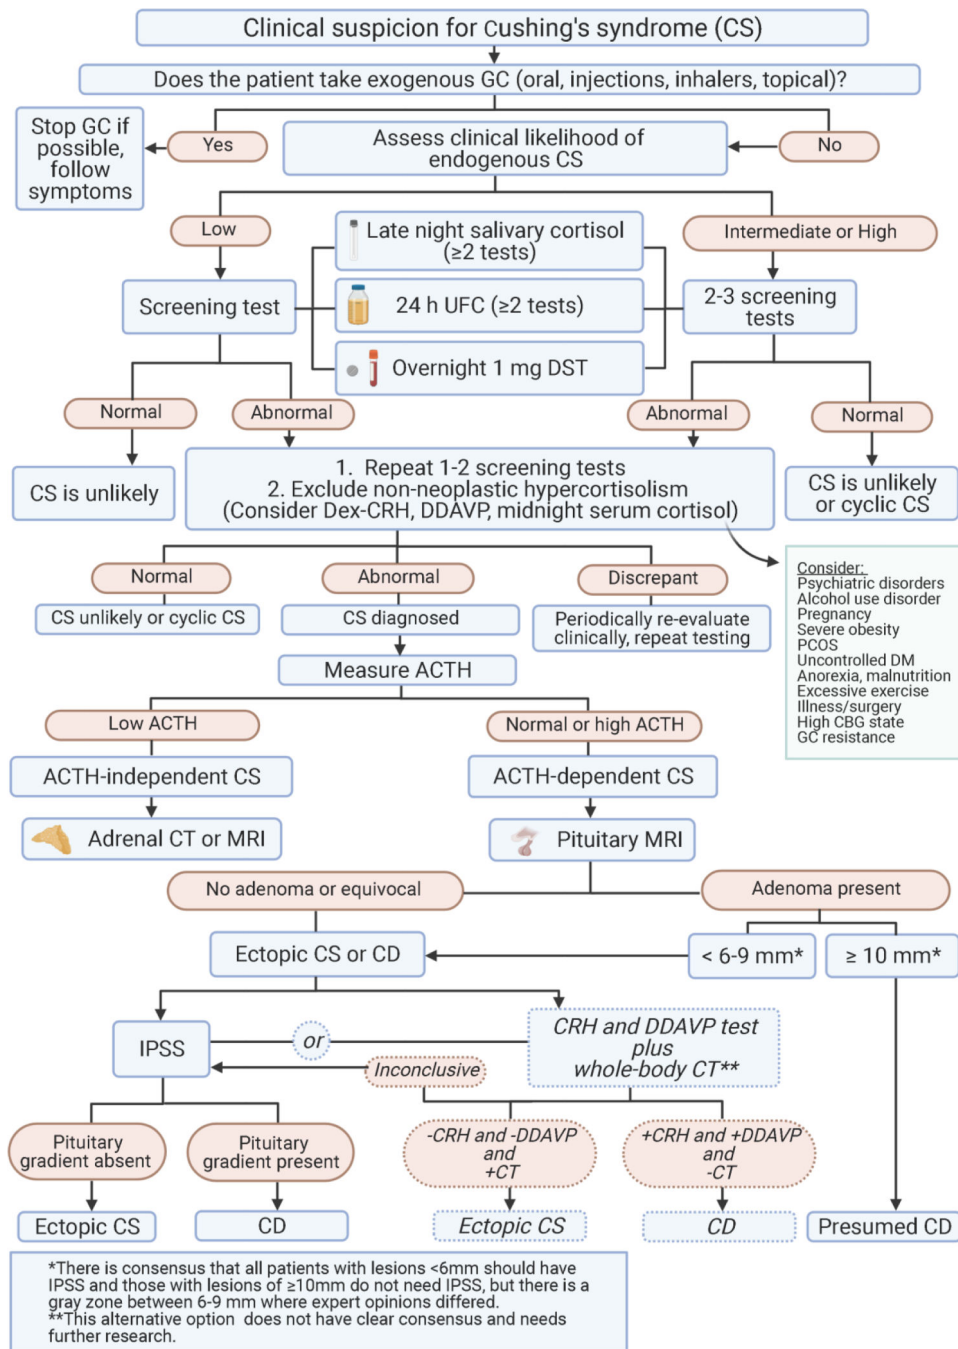 Clinical suspicion for Cushing's syndrome (CS)
Does the patient take exogenous GC (oral, injections, inhalers, topical)?
Stop GC if
possible,
follow
symptoms
Yes
Assess clinical likelihood of
endogenous CS
No
Low
Late night salivary cortisol
(≥2 tests)
Intermediate or High
Screening test
24 h UFC (≥2 tests)
2-3 screening
tests
Overnight 1 mg DST
Normal
Abnormal
Abnormal
Normal
CS is unlikely
1. Repeat 1-2 screening tests
2. Exclude non-neoplastic hypercortisolism
(Consider Dex-CRH, DDAVP, midnight serum cortisol)
CS is unlikely
or cyclic CS
Normal
Abnormal
Discrepant
CS unlikely or cyclic CS
CS diagnosed
Periodically re-evaluate
clinically, repeat testing
Consider:
Psychiatric disorders
Alcohol use disorder
Pregnancy
Severe obesity
PCOS
Uncontrolled DM
Anorexia, malnutrition
Excessive exercise
Illness/surgery
High CBG state
GC resistance
Measure ACTH
Low ACTH
Normal or high ACTH
ACTH-independent CS
ACTH-dependent CS
Adrenal CT or MRI
Pituitary MRI
No adenoma or equivocal
Adenoma present
Ectopic CS or CD
< 6-9 mm*
≥ 10 mm*
IPSS
or
CRH and DDAVP test
plus
whole-body CT**
Inconclusive
Pituitary
gradient absent
Pituitary
gradient present
-CRH and -DDAVP
and
+CT
+CRH and +DDAVP
and
-CT
Ectopic CS
CD
Ectopic CS
CD
Presumed CD
*There is consensus that all patients with lesions <6mm should have
IPSS and those with lesions of ≥10mm do not need IPSS, but there is a
gray zone between 6-9 mm where expert opinions differed.
**This alternative option does not have clear consensus and needs
further research.